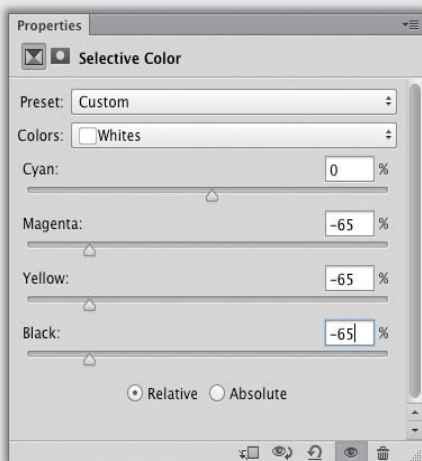 Properties
Selective Color
Preset: Custom
Colors: Whites
Cyan: 0 %
Magenta: -65 %
Yellow: -65 %
Black: -65 %
Relative Absolute